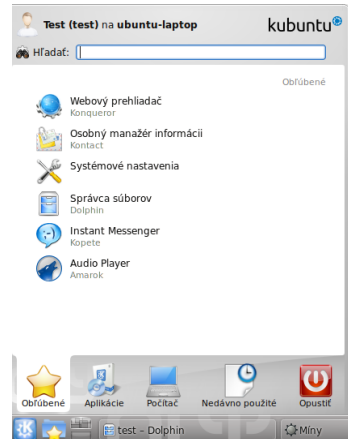 Test (test) na ubuntu-laptop
kubuntu
Hľadať:
Obľúbené
Webový prehliadač
Konqueror
Osobný manažér informácii
Kontact
Systémové nastavenia
Správca súborov
Dolphin
Instant Messenger
Kopete
Audio Player
Amarok
Obľúbené Aplikácie Počítač Nedávno použité Opustiť
test – Dolphin Míny